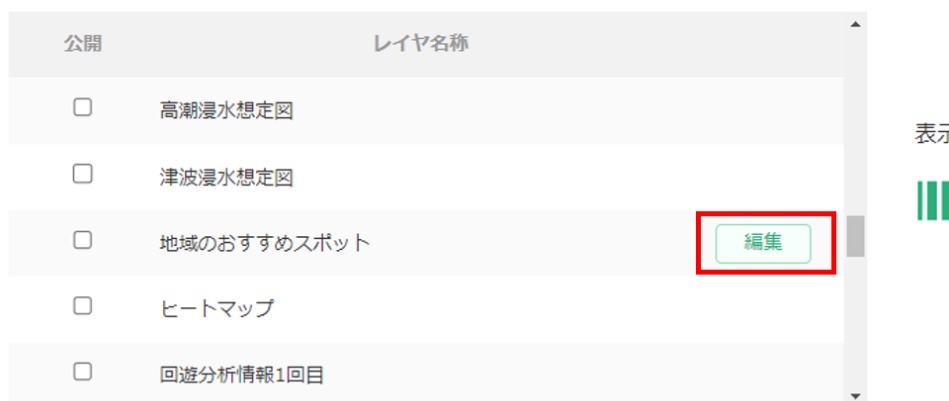 公開 レイヤ名称
高潮浸水想定図
津波浸水想定図
地域のおすすめスポット 編集
ヒートマップ
回遊分析情報1回目
表示